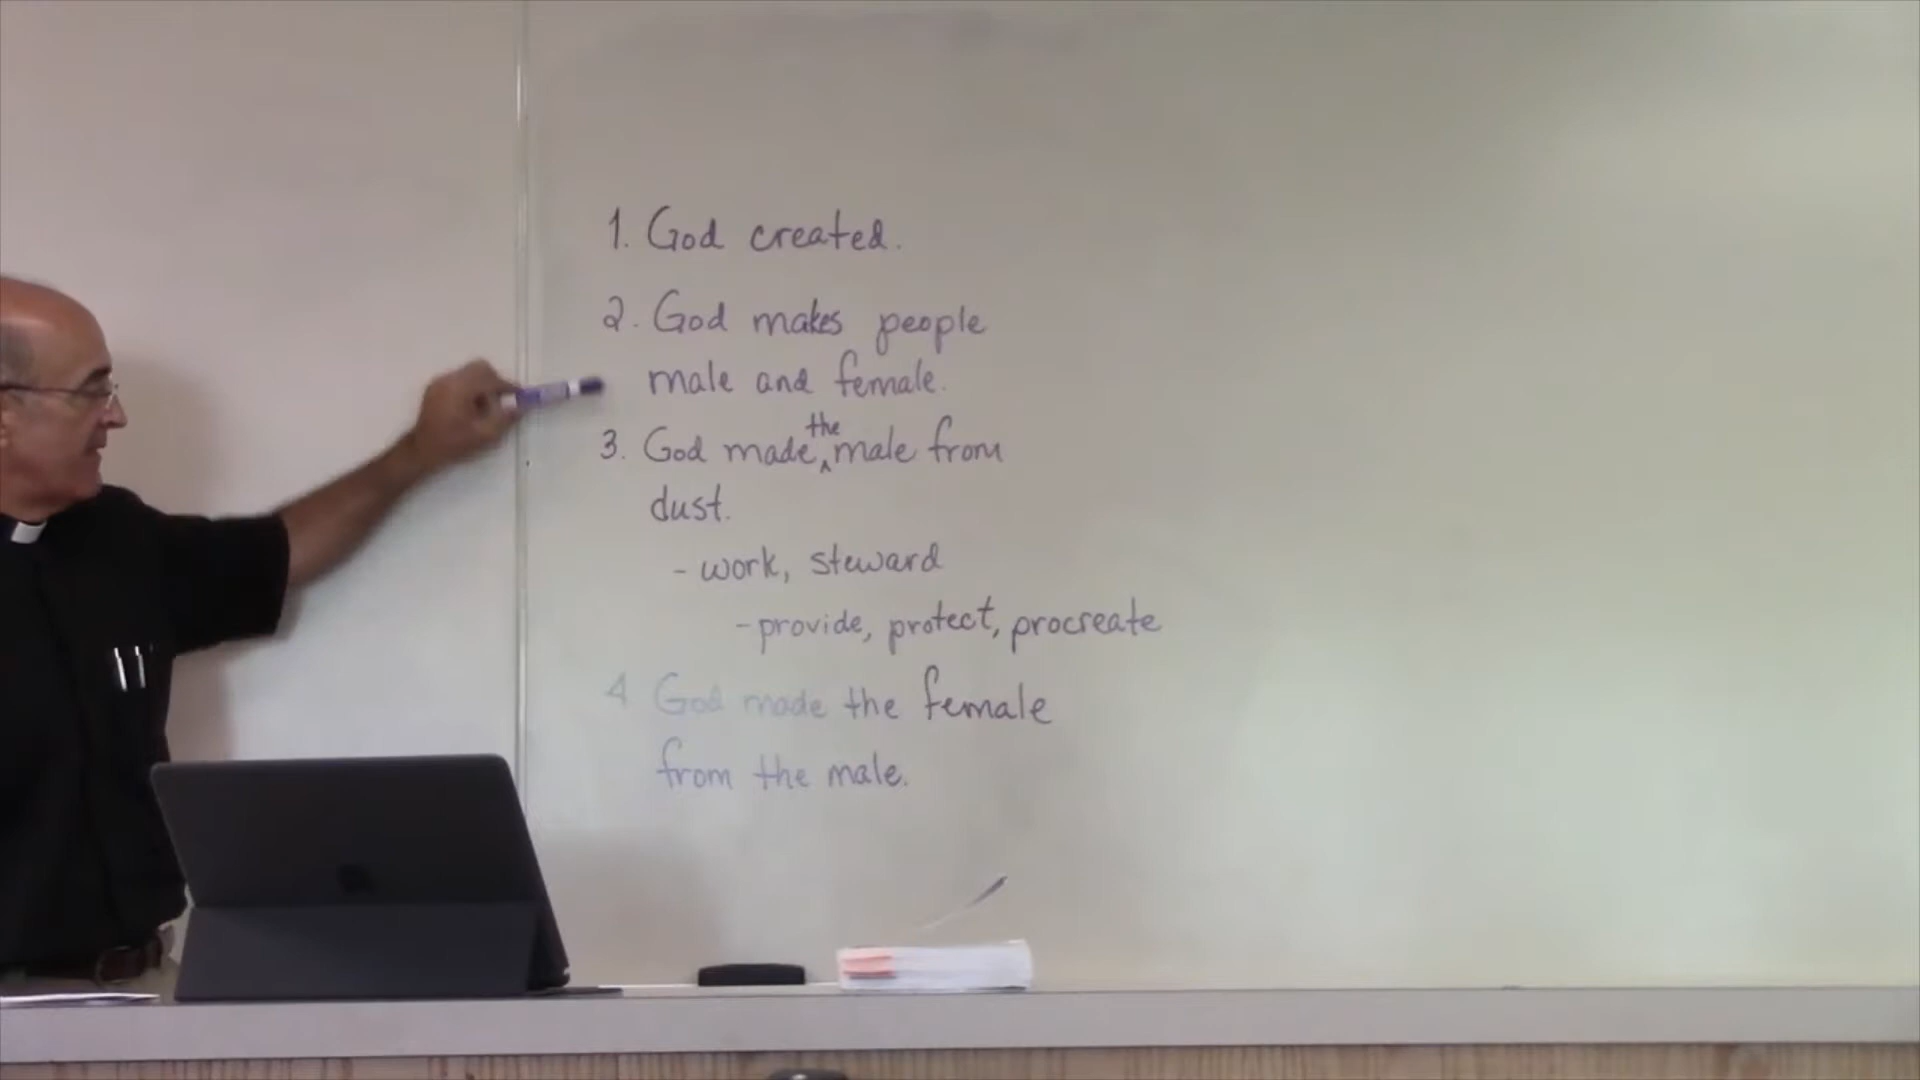 1. God created.
2. God makes people
male and female.
the
3. God made ^ male from
dust.
- work, steward
- provide, protect, procreate
4 God made the female
from the male.